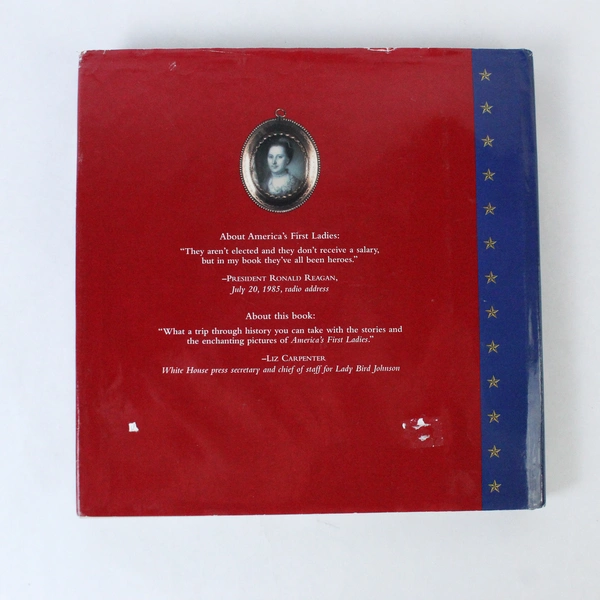 About America's First Ladies:
"They aren't elected and they don't receive a salary,
but in my book they've all been heroes."
–President Ronald Reagan,
July 20, 1985, radio address
About this book:
"What a trip through history you can take with the stories and
the enchanting pictures of America's First Ladies."
–Liz Carpenter
White House press secretary and chief of staff for Lady Bird Johnson